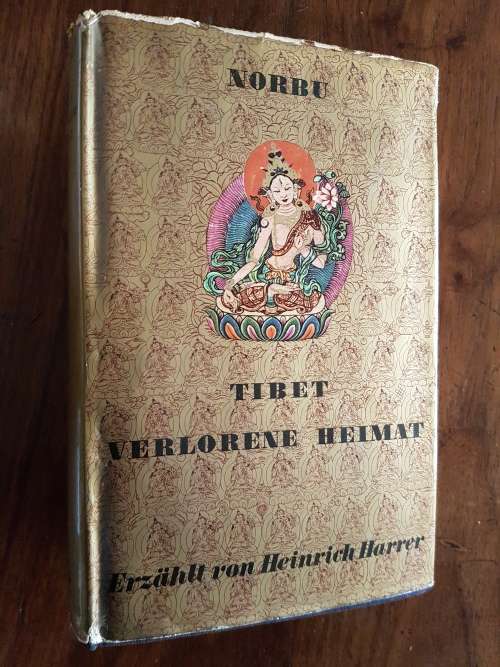 NORBU
TIBET
VERLORENE HEIMAT
Erzählt von Heinrich Harrer